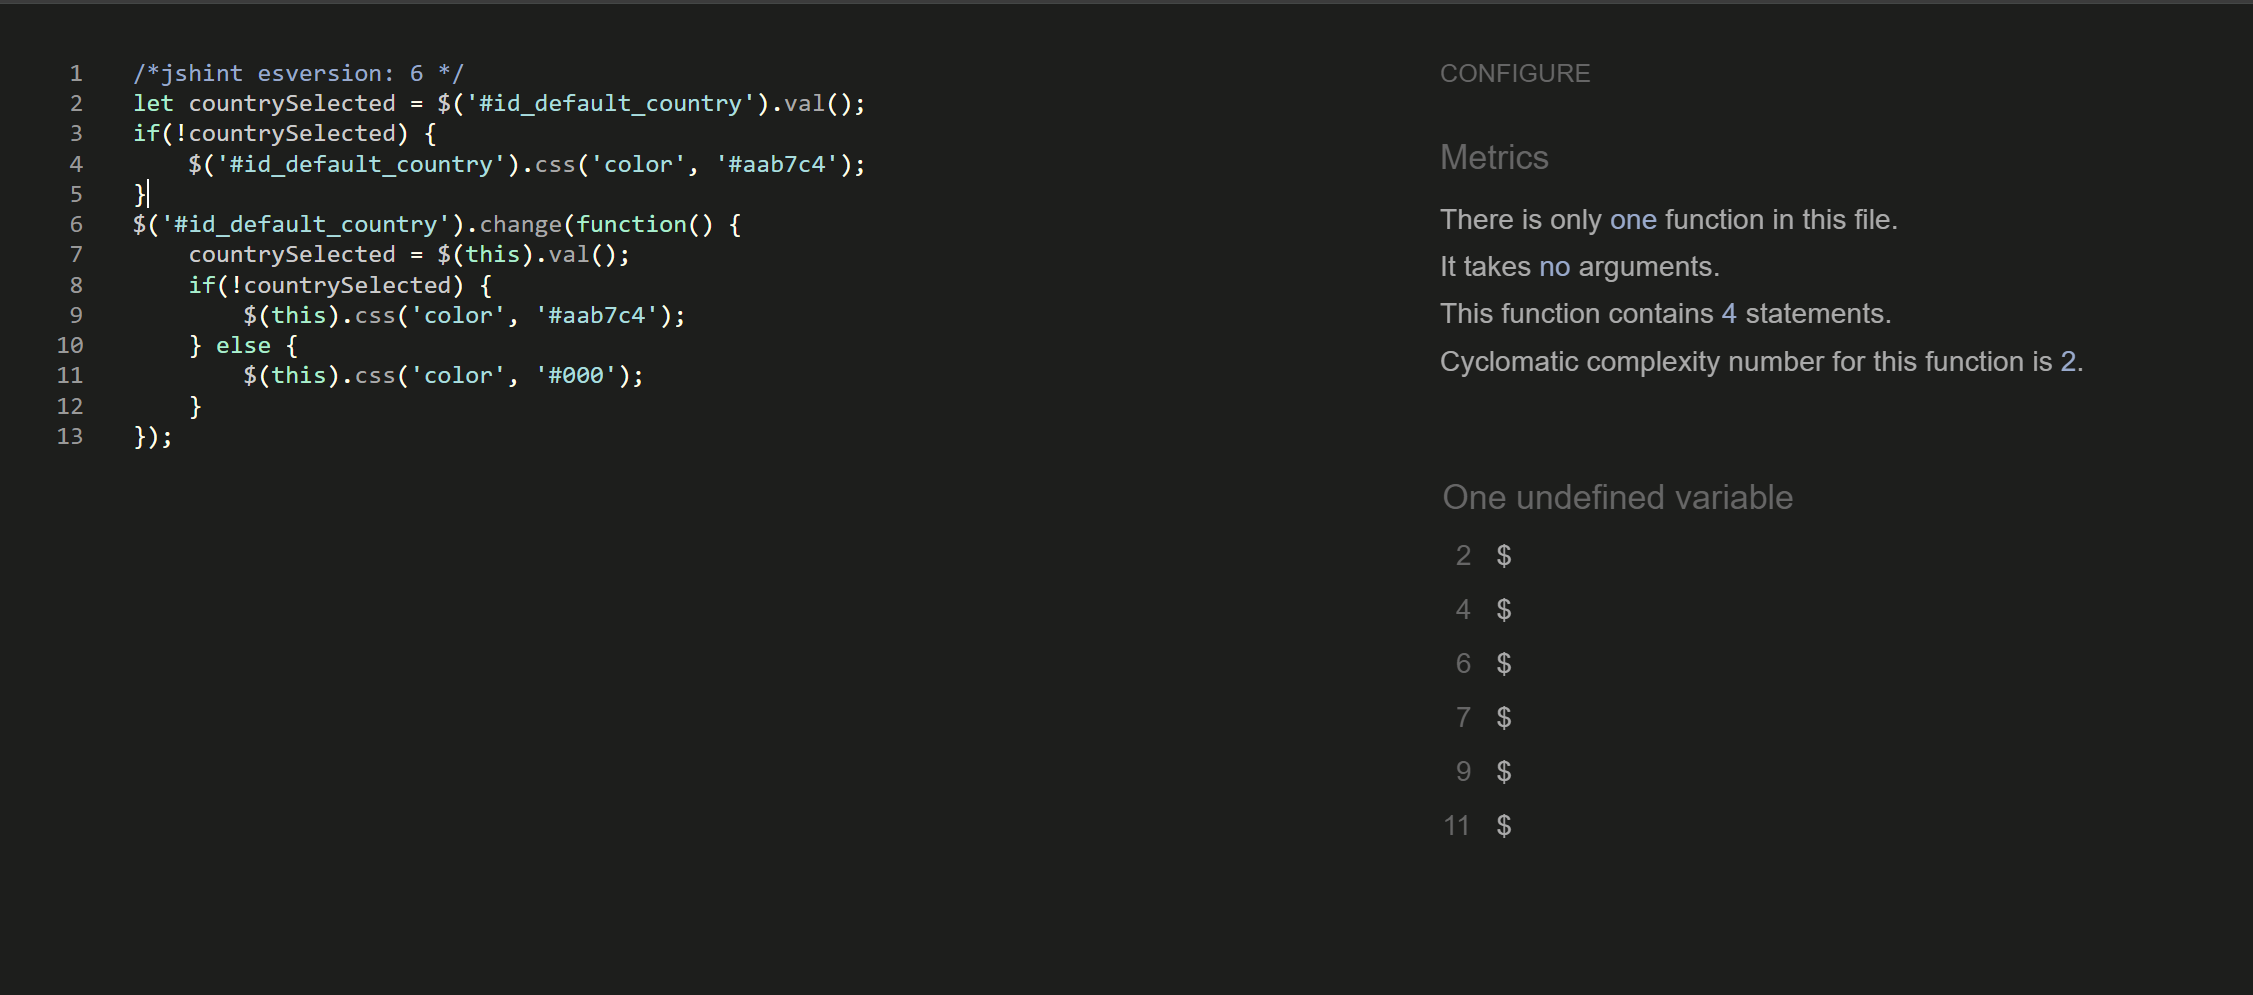 1 /*jshint esversion: 6 */
2 let countrySelected = $('#id_default_country').val();
3 if(!countrySelected) {
4     $('#id_default_country').css('color', '#aab7c4');
5 }
6 $('#id_default_country').change(function() {
7     countrySelected = $(this).val();
8     if(!countrySelected) {
9         $(this).css('color', '#aab7c4');
10     } else {
11         $(this).css('color', '#000');
12     }
13 });
CONFIGURE
Metrics
There is only one function in this file.
It takes no arguments.
This function contains 4 statements.
Cyclomatic complexity number for this function is 2.
One undefined variable
2 $
4 $
6 $
7 $
9 $
11 $